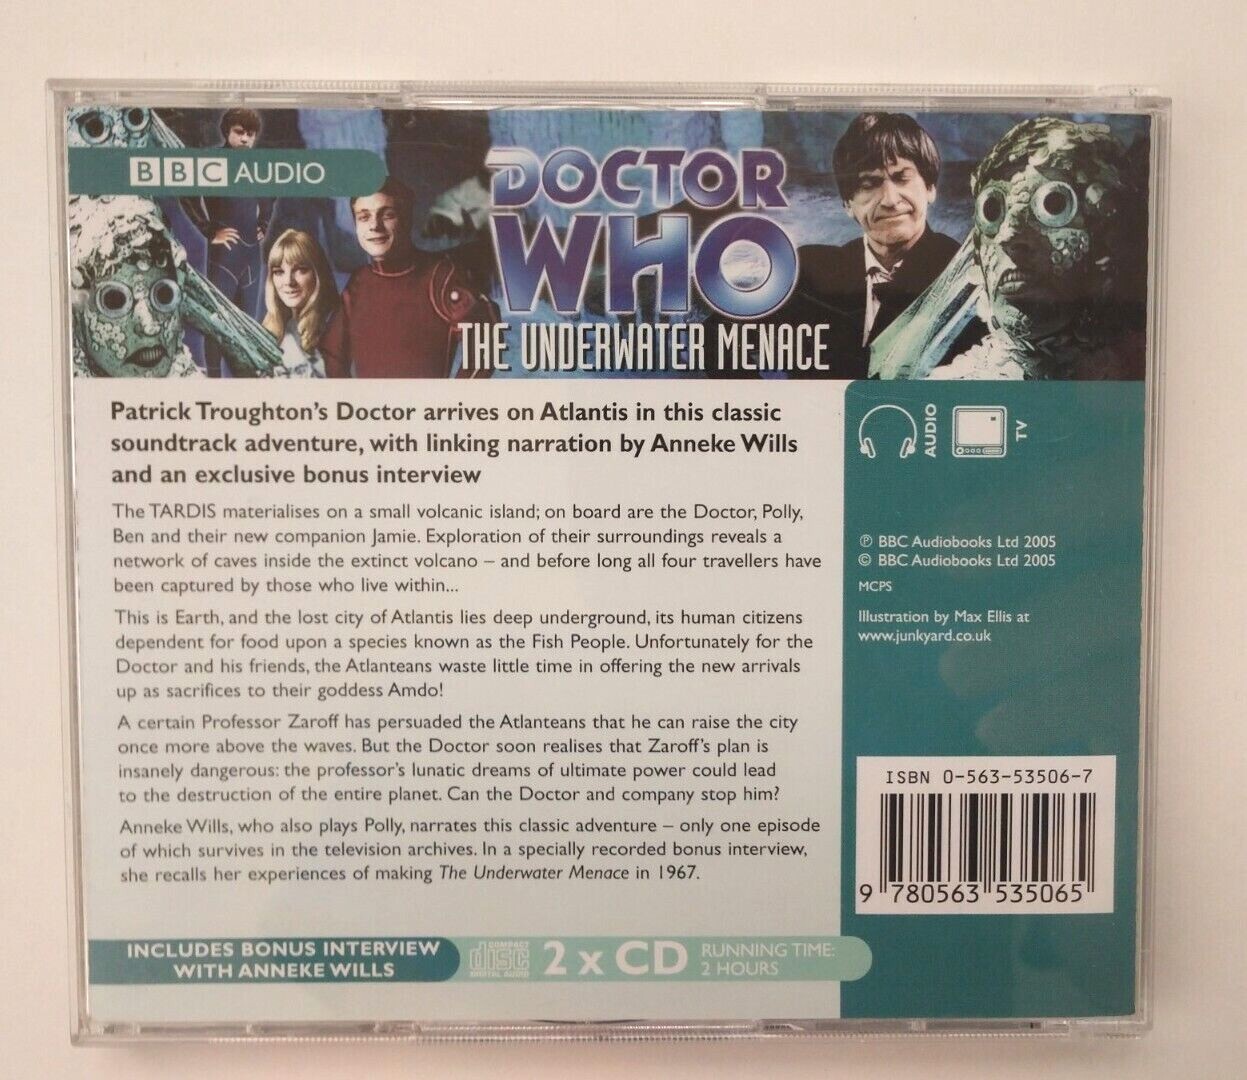 BBC AUDIO
DOCTOR
WHO
THE UNDERWATER MENACE
Patrick Troughton's Doctor arrives on Atlantis in this classic
soundtrack adventure, with linking narration by Anneke Wills
and an exclusive bonus interview
The TARDIS materialises on a small volcanic island; on board are the Doctor, Polly,
Ben and their new companion Jamie. Exploration of their surroundings reveals a
network of caves inside the extinct volcano – and before long all four travellers have
been captured by those who live within...
This is Earth, and the lost city of Atlantis lies deep underground, its human citizens
dependent for food upon a species known as the Fish People. Unfortunately for the
Doctor and his friends, the Atlanteans waste little time in offering the new arrivals
up as sacrifices to their goddess Amdo!
A certain Professor Zaroff has persuaded the Atlanteans that he can raise the city
once more above the waves. But the Doctor soon realises that Zaroff's plan is
insanely dangerous: the professor's lunatic dreams of ultimate power could lead
to the destruction of the entire planet. Can the Doctor and company stop him?
Anneke Wills, who also plays Polly, narrates this classic adventure – only one episode
of which survives in the television archives. In a specially recorded bonus interview,
she recalls her experiences of making The Underwater Menace in 1967.
INCLUDES BONUS INTERVIEW
WITH ANNEKE WILLS
COMPACT
disc
DIGITAL AUDIO
2 x CD
RUNNING TIME:
2 HOURS
AUDIO
TV
℗ BBC Audiobooks Ltd 2005
© BBC Audiobooks Ltd 2005
MCPS
Illustration by Max Ellis at
www.junkyard.co.uk
ISBN 0-563-53506-7
9 780563 535065